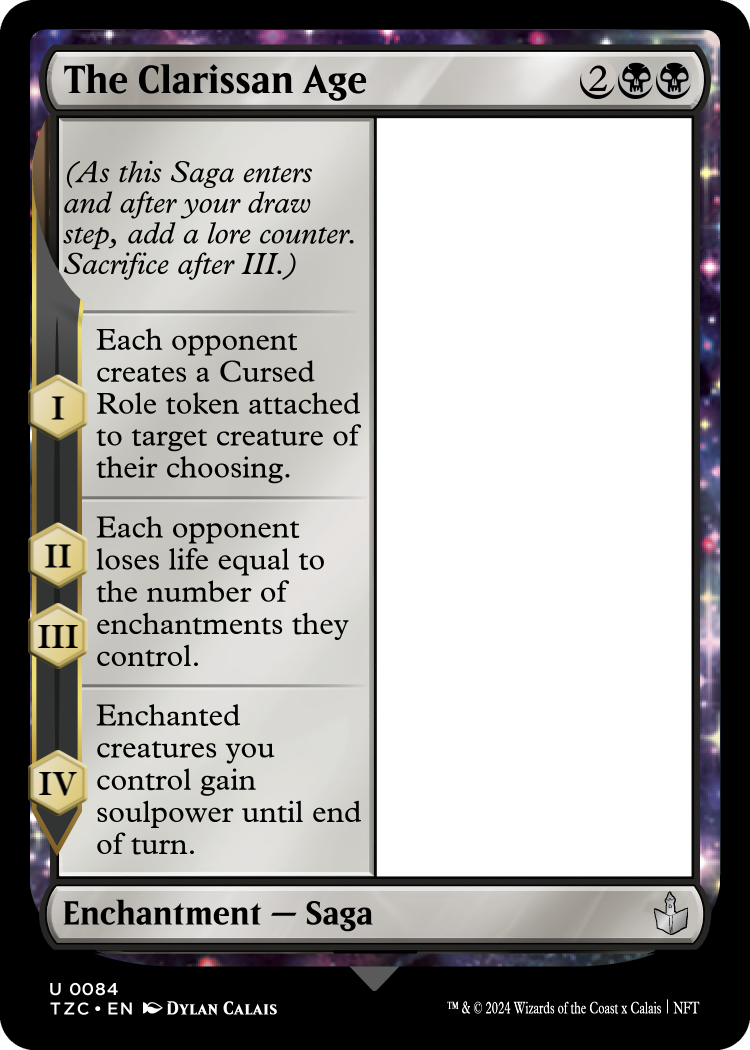 The Clarissan Age 2
(As this Saga enters
and after your draw
step, add a lore counter.
Sacrifice after III.)
Each opponent
creates a Cursed
I Role token attached
to target creature of
their choosing.
Each opponent
II loses life equal to
the number of
III enchantments they
control.
Enchanted
creatures you
IV control gain
soulpower until end
of turn.
Enchantment — Saga
U 0084
TZC • EN DYLAN CALAIS
™ & © 2024 Wizards of the Coast x Calais | NFT